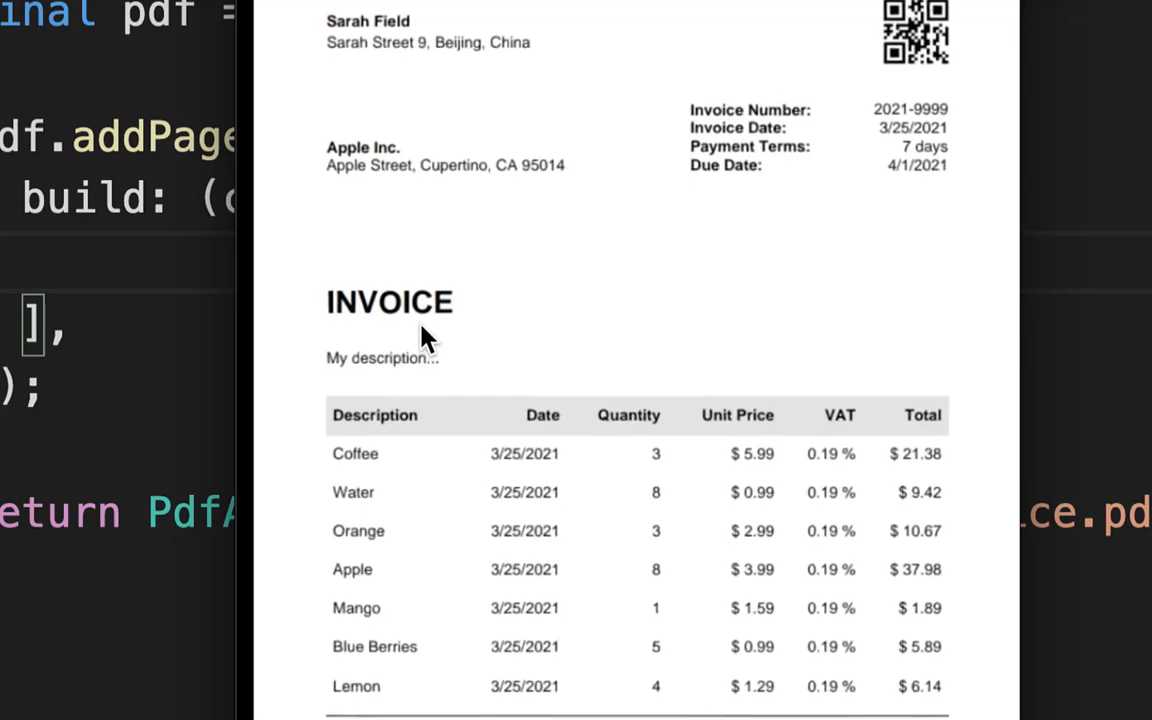 inal pdf =
df.addPage
build: (c
],
);
eturn PdfA
ice.pd
Sarah Field
Sarah Street 9, Beijing, China
Invoice Number: 2021-9999
Invoice Date: 3/25/2021
Payment Terms: 7 days
Due Date: 4/1/2021
Apple Inc.
Apple Street, Cupertino, CA 95014
INVOICE
My description...
Description Date Quantity Unit Price VAT Total
Coffee 3/25/2021 3 $ 5.99 0.19 % $ 21.38
Water 3/25/2021 8 $ 0.99 0.19 % $ 9.42
Orange 3/25/2021 3 $ 2.99 0.19 % $ 10.67
Apple 3/25/2021 8 $ 3.99 0.19 % $ 37.98
Mango 3/25/2021 1 $ 1.59 0.19 % $ 1.89
Blue Berries 3/25/2021 5 $ 0.99 0.19 % $ 5.89
Lemon 3/25/2021 4 $ 1.29 0.19 % $ 6.14